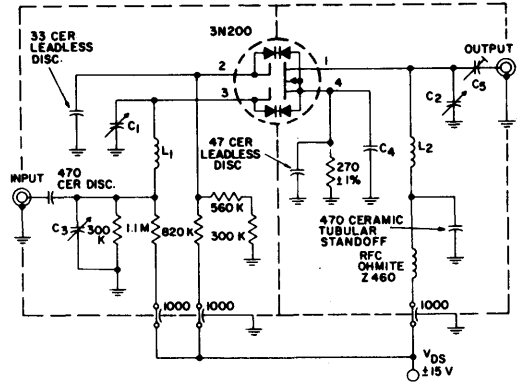 3N200
33 CER
LEADLESS
DISC.
OUTPUT
1
2
4
3
C5
C2
C1
L1
47 CER
LEADLESS
DISC
C4
L2
270
±1%
470
CER DISC.
INPUT
560 K
C3
300
K
1.1M
820 K
300 K
470 CERAMIC
TUBULAR
STANDOFF
RFC
OHMITE
Z 460
1000
1000
1000
VDS
±15 V